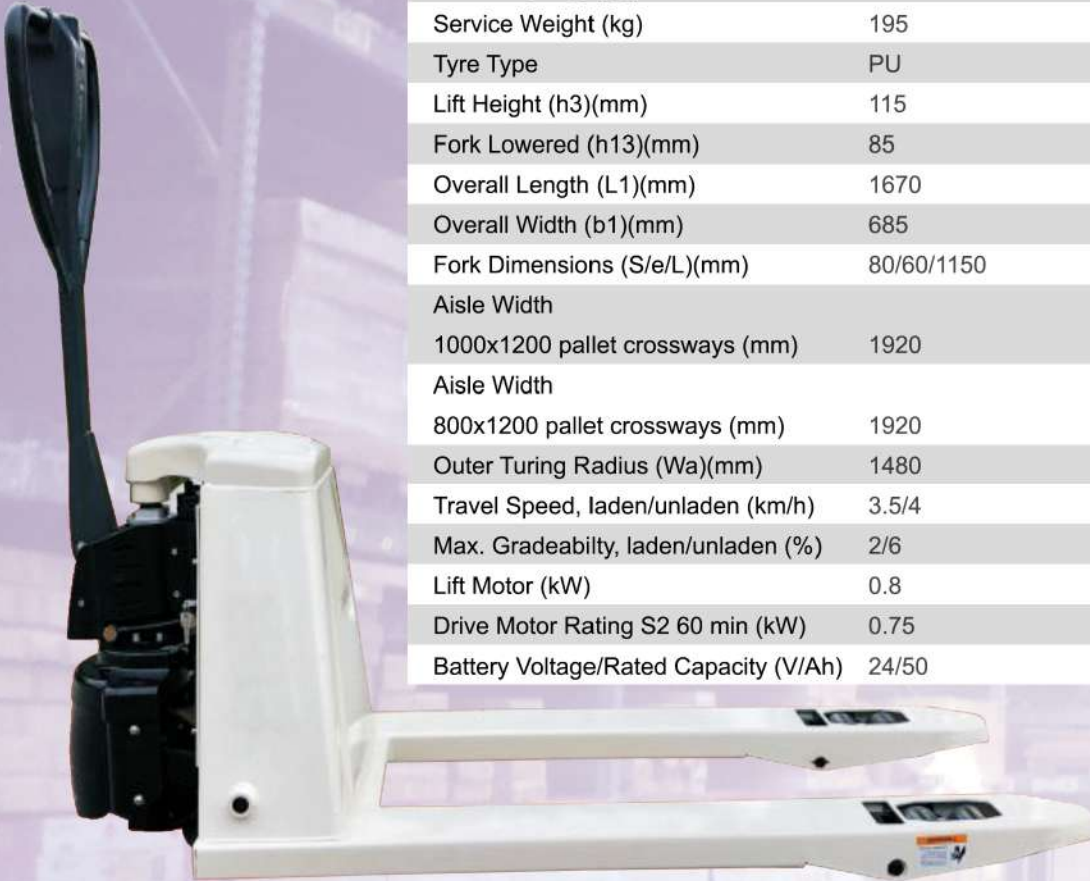 Service Weight (kg) 195
Tyre Type PU
Lift Height (h3)(mm) 115
Fork Lowered (h13)(mm) 85
Overall Length (L1)(mm) 1670
Overall Width (b1)(mm) 685
Fork Dimensions (S/e/L)(mm) 80/60/1150
Aisle Width
1000x1200 pallet crossways (mm) 1920
Aisle Width
800x1200 pallet crossways (mm) 1920
Outer Turing Radius (Wa)(mm) 1480
Travel Speed, laden/unladen (km/h) 3.5/4
Max. Gradeabilty, laden/unladen (%) 2/6
Lift Motor (kW) 0.8
Drive Motor Rating S2 60 min (kW) 0.75
Battery Voltage/Rated Capacity (V/Ah) 24/50